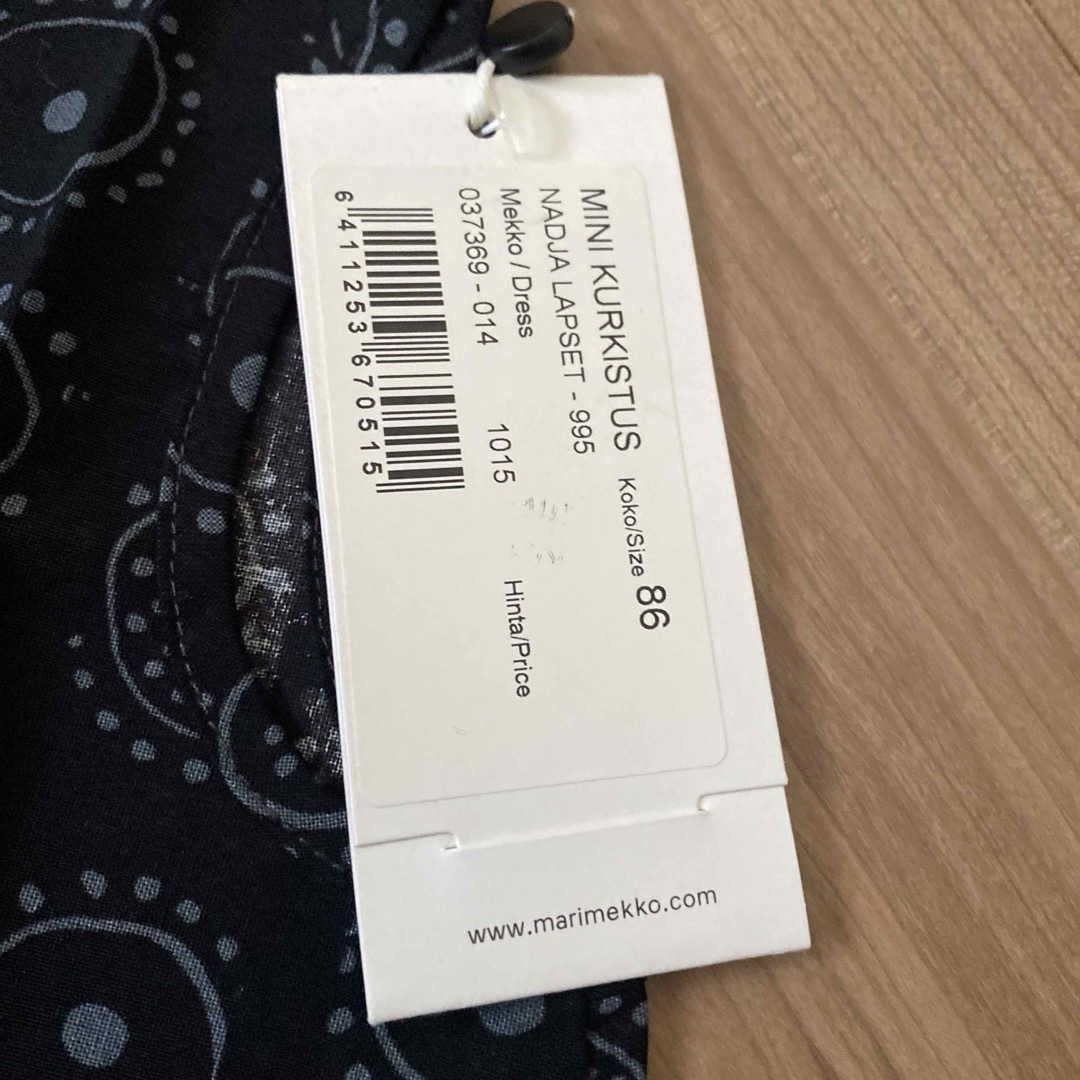 MINI KURKISTUS Koko/Size 86
NADJA LAPSET - 995
Mekko / Dress
037369 - 014 1015 Hinta/Price
6 411253 670515
www.marimekko.com